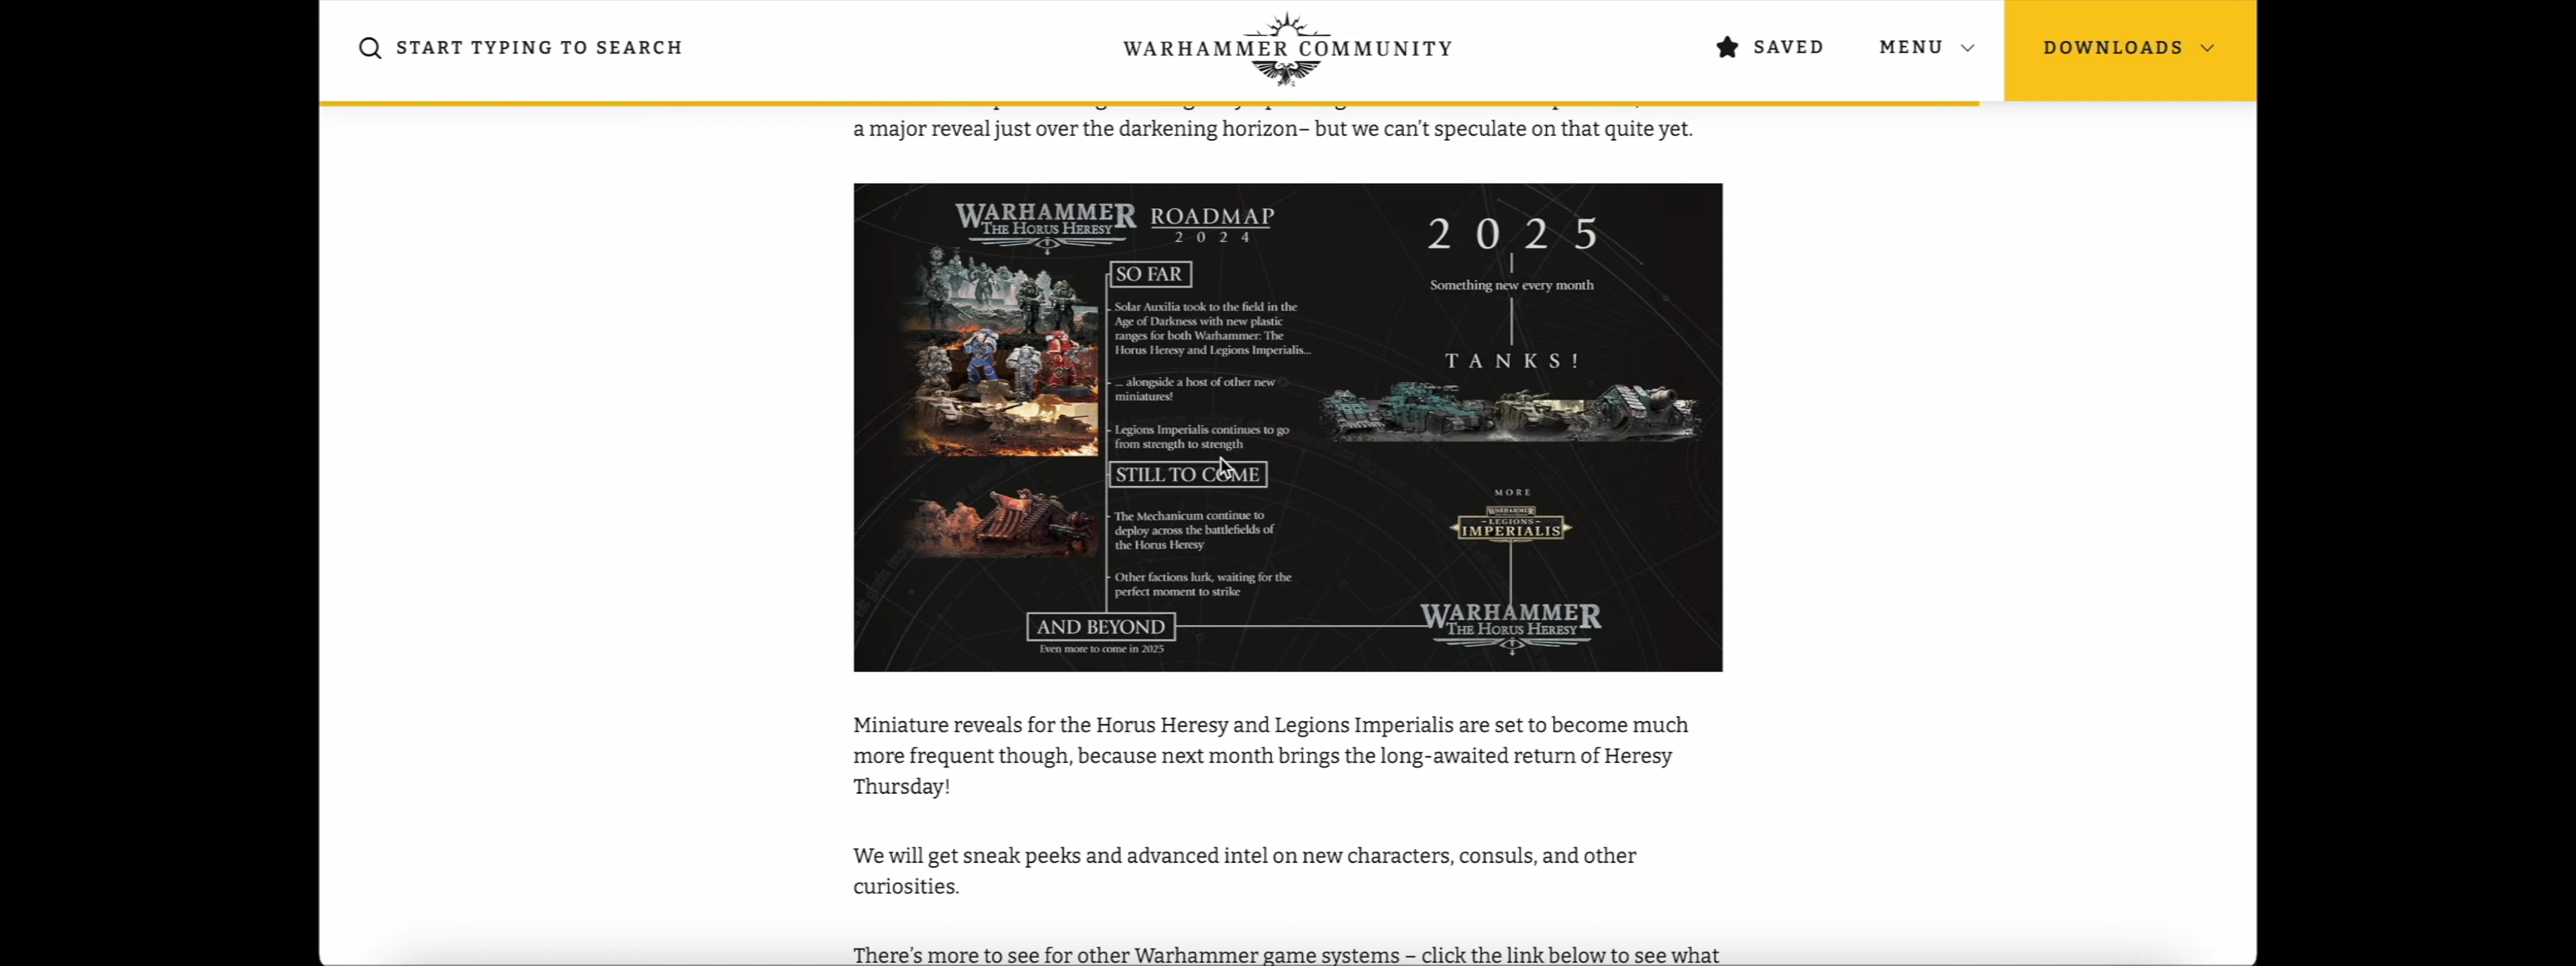 START TYPING TO SEARCH
WARHAMMER COMMUNITY
SAVED
MENU
DOWNLOADS
a major reveal just over the darkening horizon– but we can’t speculate on that quite yet.
WARHAMMER
THE HORUS HERESY
ROADMAP
2024
SO FAR
Solar Auxilia took to the field in the
Age of Darkness with new plastic
ranges for both Warhammer: The
Horus Heresy and Legions Imperialis...
... alongside a host of other new
miniatures!
Legions Imperialis continues to go
from strength to strength
STILL TO COME
The Mechanicum continue to
deploy across the battlefields of
the Horus Heresy
Other factions lurk, waiting for the
perfect moment to strike
AND BEYOND
Even more to come in 2025
2025
Something new every month
TANKS!
MORE
WARHAMMER
LEGIONS
IMPERIALIS
WARHAMMER
THE HORUS HERESY
Miniature reveals for the Horus Heresy and Legions Imperialis are set to become much
more frequent though, because next month brings the long-awaited return of Heresy
Thursday!
We will get sneak peeks and advanced intel on new characters, consuls, and other
curiosities.
There’s more to see for other Warhammer game systems – click the link below to see what